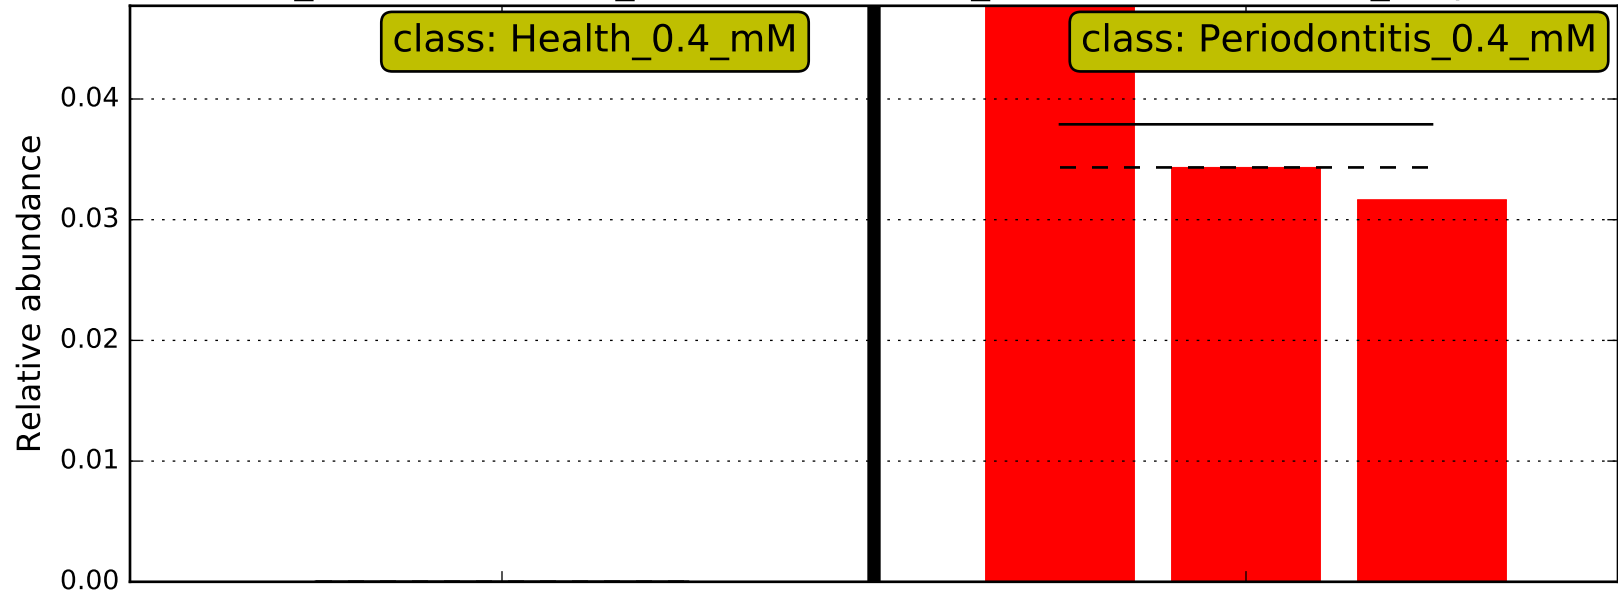 class: Health_0.4_mM
class: Periodontitis_0.4_mM
0.04
0.03
0.02
0.01
0.00
Relative abundance